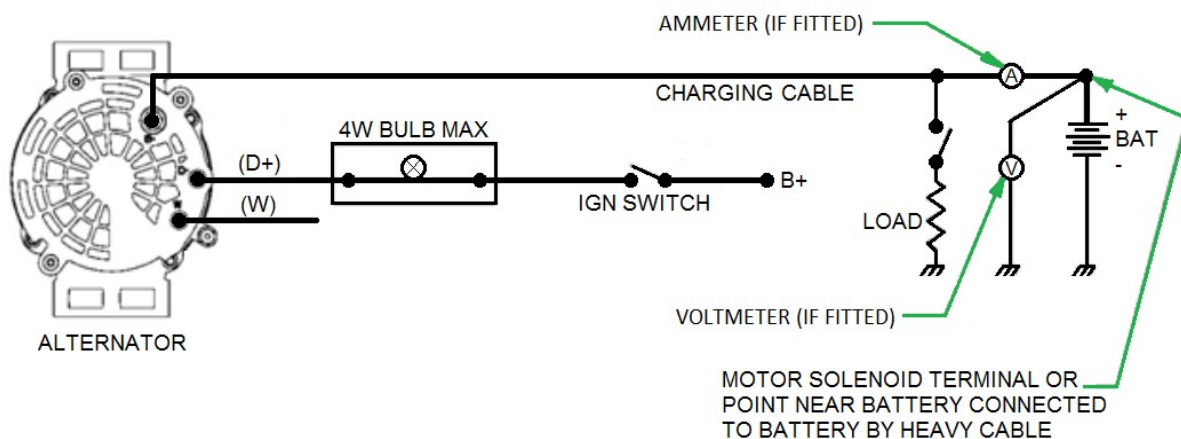 AMMETER (IF FITTED)
A
CHARGING CABLE
4W BULB MAX
+
BAT
-
(D+)
B+
V
(W)
IGN SWITCH
LOAD
VOLTMETER (IF FITTED)
ALTERNATOR
MOTOR SOLENOID TERMINAL OR
POINT NEAR BATTERY CONNECTED
TO BATTERY BY HEAVY CABLE